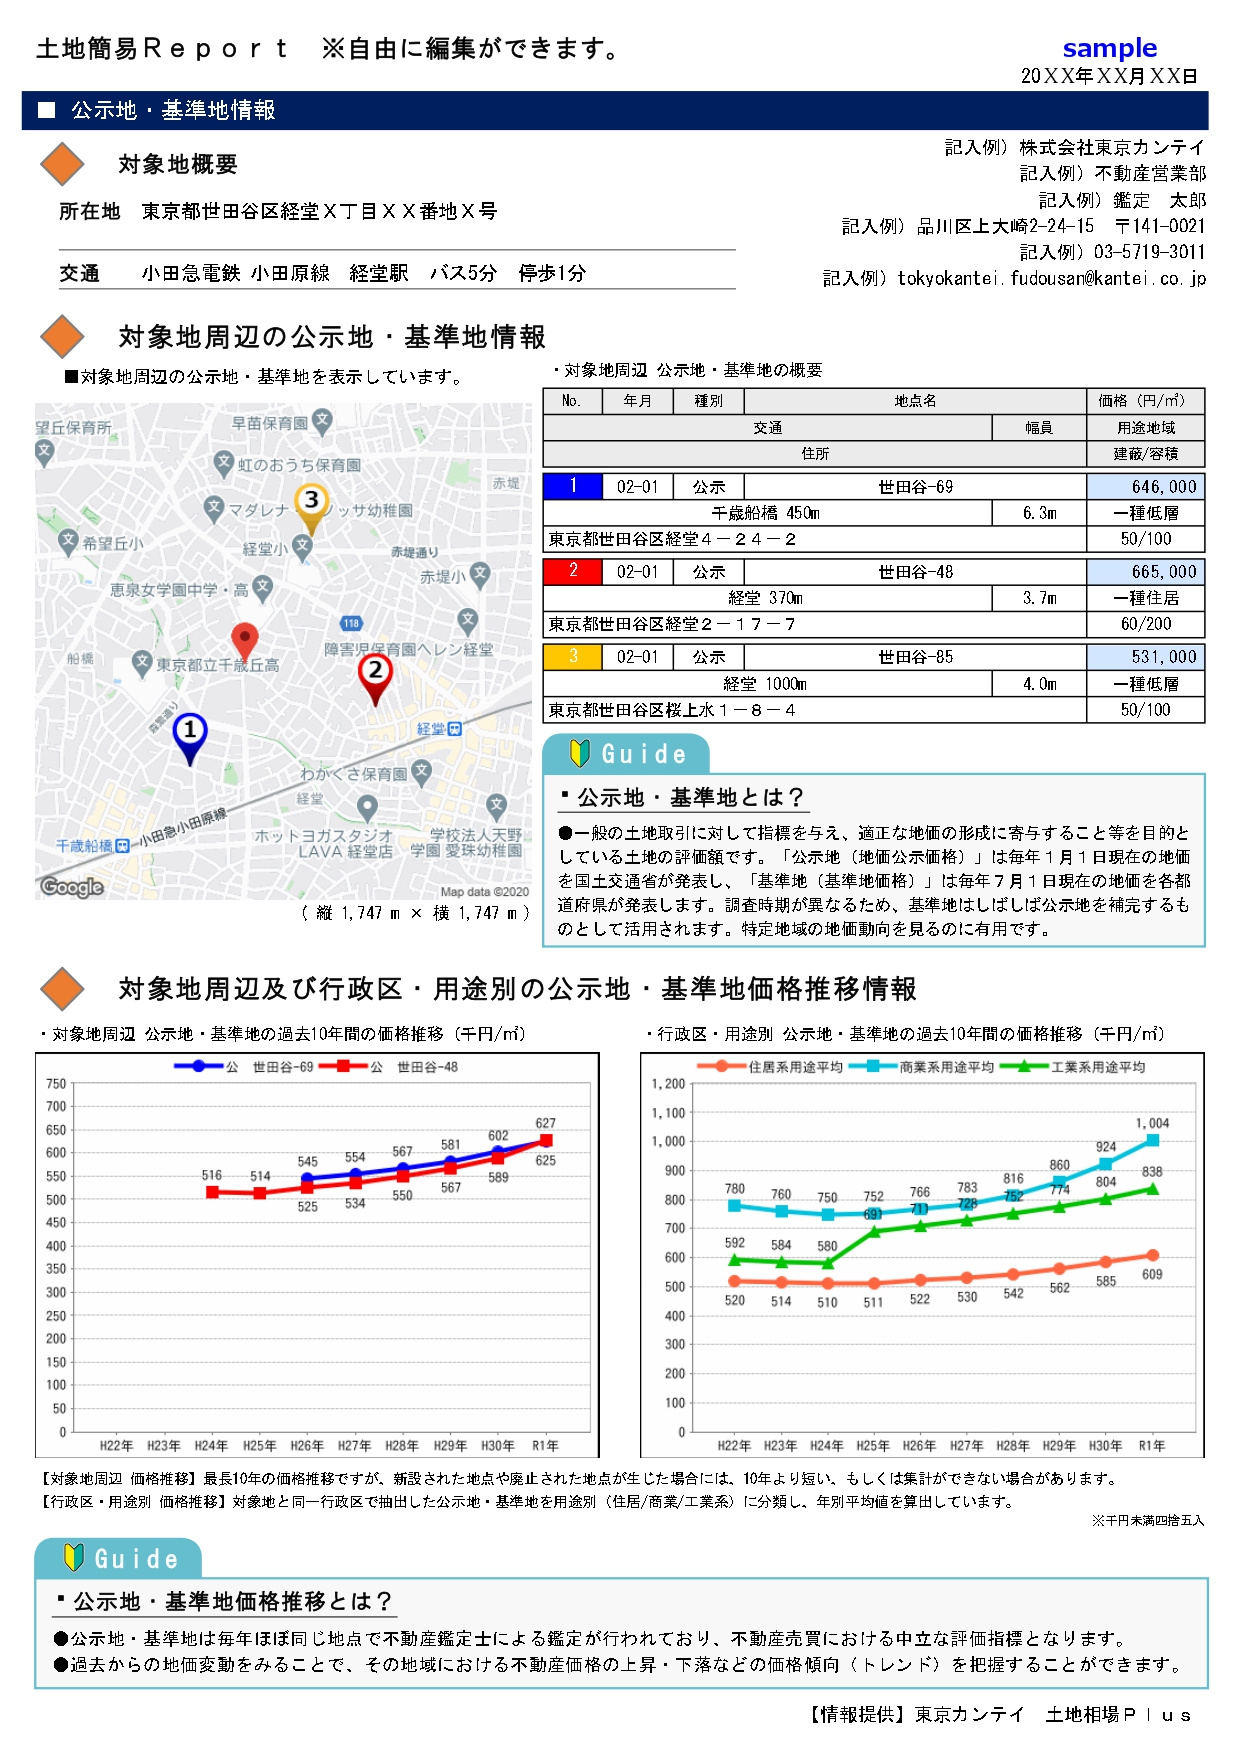 土地簡易Ｒｅｐｏｒｔ　※自由に編集ができます。
sample
20ＸＸ年ＸＸ月ＸＸ日
■ 公示地・基準地情報
対象地概要
記入例）株式会社東京カンテイ
記入例）不動産営業部
記入例）鑑定　太郎
記入例）品川区上大崎2-24-15　〒141-0021
記入例）03-5719-3011
記入例）tokyokantei.fudousan@kantei.co.jp
所在地　東京都世田谷区経堂Ｘ丁目ＸＸ番地Ｘ号
交通　小田急電鉄 小田原線　経堂駅　バス5分　停歩1分
対象地周辺の公示地・基準地情報
■対象地周辺の公示地・基準地を表示しています。
望丘保育所
早苗保育園
虹のおうち保育園
赤堤
3
マダレナ・ ノッサ幼稚園
希望丘小
経堂小
赤堤通り
赤堤小
恵泉女学園中学・高
118
船橋
東京都立千歳丘高
障害児保育園ヘレン経堂
2
荒玉水道
1
経堂
わかくさ保育園
経堂
小田急小田原線
千歳船橋
ホットヨガスタジオ
LAVA 経堂店
学校法人天野
学園 愛珠幼稚園
Google
Map data ©2020
（ 縦 1,747 m × 横 1,747 m ）
・対象地周辺 公示地・基準地の概要
No.　年月　種別　地点名　価格（円/㎡）
交通　幅員　用途地域
住所　建蔽/容積
1　02-01　公示　世田谷-69　646,000
千歳船橋 450m　6.3m　一種低層
東京都世田谷区経堂４－２４－２　50/100
2　02-01　公示　世田谷-48　665,000
経堂 370m　3.7m　一種住居
東京都世田谷区経堂２－１７－７　60/200
3　02-01　公示　世田谷-85　531,000
経堂 1000m　4.0m　一種低層
東京都世田谷区桜上水１－８－４　50/100
Guide
・公示地・基準地とは？
●一般の土地取引に対して指標を与え、適正な地価の形成に寄与すること等を目的と
している土地の評価額です。「公示地（地価公示価格）」は毎年１月１日現在の地価
を国土交通省が発表し、「基準地（基準地価格）」は毎年７月１日現在の地価を各都
道府県が発表します。調査時期が異なるため、基準地はしばしば公示地を補完するも
のとして活用されます。特定地域の地価動向を見るのに有用です。
対象地周辺及び行政区・用途別の公示地・基準地価格推移情報
・対象地周辺 公示地・基準地の過去10年間の価格推移（千円/㎡）
公　世田谷-69　公　世田谷-48
750
700
650
600
550
500
450
400
350
300
250
200
150
100
50
0
516 514 545 554 567 581 602 627
525 534 550 567 589 625
H22年 H23年 H24年 H25年 H26年 H27年 H28年 H29年 H30年 R1年
・行政区・用途別 公示地・基準地の過去10年間の価格推移（千円/㎡）
住居系用途平均　商業系用途平均　工業系用途平均
1,200
1,100
1,000
900
800
700
600
500
400
300
200
100
0
780 760 750 752 766 783 816 860 924 1,004
592 584 580 691 711 728 752 774 804 838
520 514 510 511 522 530 542 562 585 609
H22年 H23年 H24年 H25年 H26年 H27年 H28年 H29年 H30年 R1年
【対象地周辺 価格推移】最長10年の価格推移ですが、新設された地点や廃止された地点が生じた場合には、10年より短い、もしくは集計ができない場合があります。
【行政区・用途別 価格推移】対象地と同一行政区で抽出した公示地・基準地を用途別（住居/商業/工業系）に分類し、年別平均値を算出しています。
※千円未満四捨五入
Guide
・公示地・基準地価格推移とは？
●公示地・基準地は毎年ほぼ同じ地点で不動産鑑定士による鑑定が行われており、不動産売買における中立な評価指標となります。
●過去からの地価変動をみることで、その地域における不動産価格の上昇・下落などの価格傾向（トレンド）を把握することができます。
【情報提供】東京カンテイ　土地相場Ｐｌｕｓ